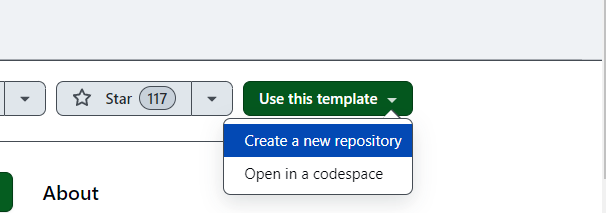 Star 117
Use this template
Create a new repository
Open in a codespace
About